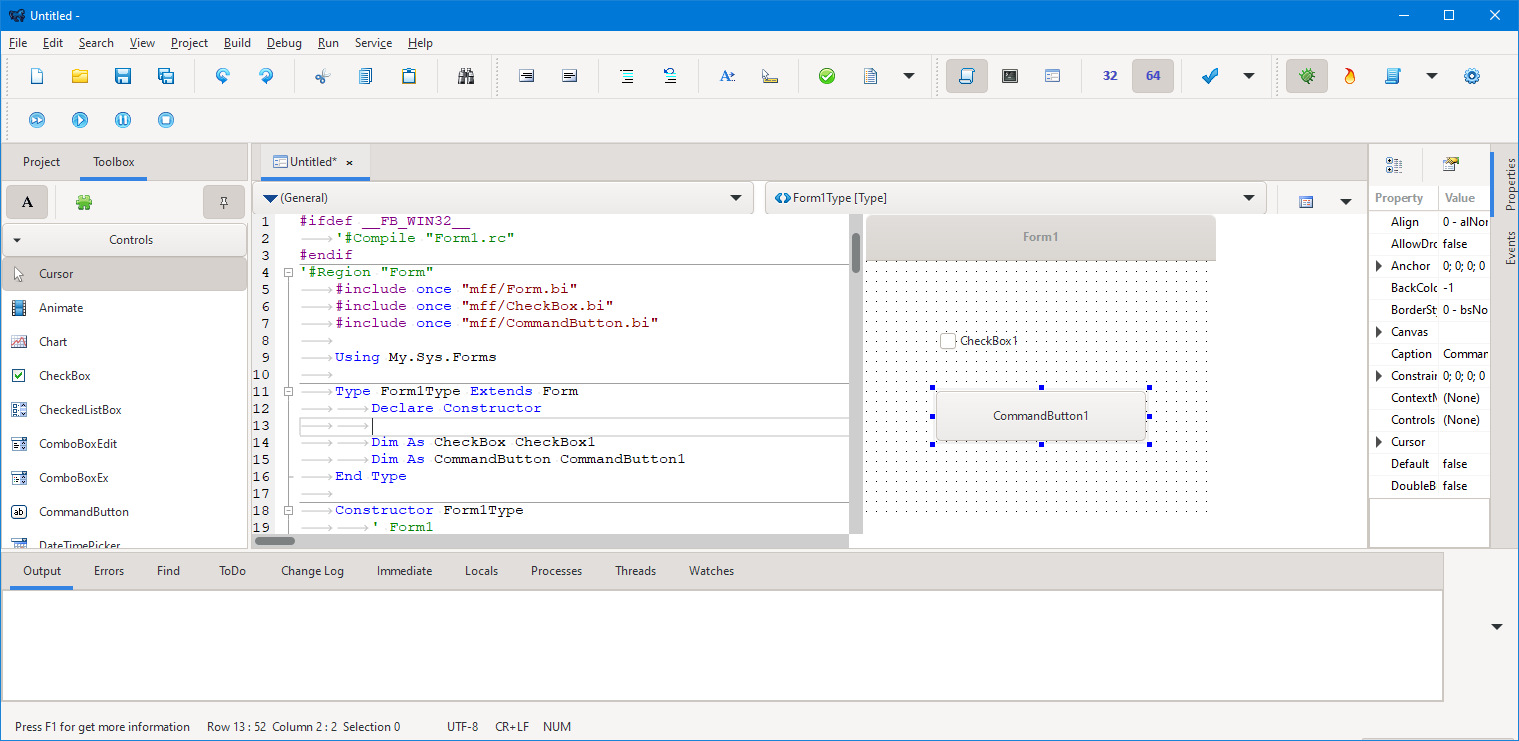 Untitled -
File Edit Search View Project Build Debug Run Service Help
32 64
Project Toolbox
Untitled* ×
A
(General)
Form1Type [Type]
Controls
Cursor
Animate
Chart
CheckBox
CheckedListBox
ComboBoxEdit
ComboBoxEx
CommandButton
DateTimePicker
1 #ifdef __FB_WIN32__
2 '#Compile "Form1.rc"
3 #endif
4 '#Region "Form"
5 #include once "mff/Form.bi"
6 #include once "mff/CheckBox.bi"
7 #include once "mff/CommandButton.bi"
8
9 Using My.Sys.Forms
10
11 Type Form1Type Extends Form
12 Declare Constructor
13
14 Dim As CheckBox CheckBox1
15 Dim As CommandButton CommandButton1
16 End Type
17
18 Constructor Form1Type
19 ' Form1
Form1
CheckBox1
CommandButton1
Property Value
Align 0 - alNor
AllowDro false
Anchor 0; 0; 0; 0
BackColo -1
BorderSty 0 - bsNo
Canvas
Caption Comman
Constrain 0; 0; 0; 0
ContextM (None)
Controls (None)
Cursor
Default false
DoubleB false
Properties
Events
Output Errors Find ToDo Change Log Immediate Locals Processes Threads Watches
Press F1 for get more information Row 13 : 52 Column 2 : 2 Selection 0 UTF-8 CR+LF NUM